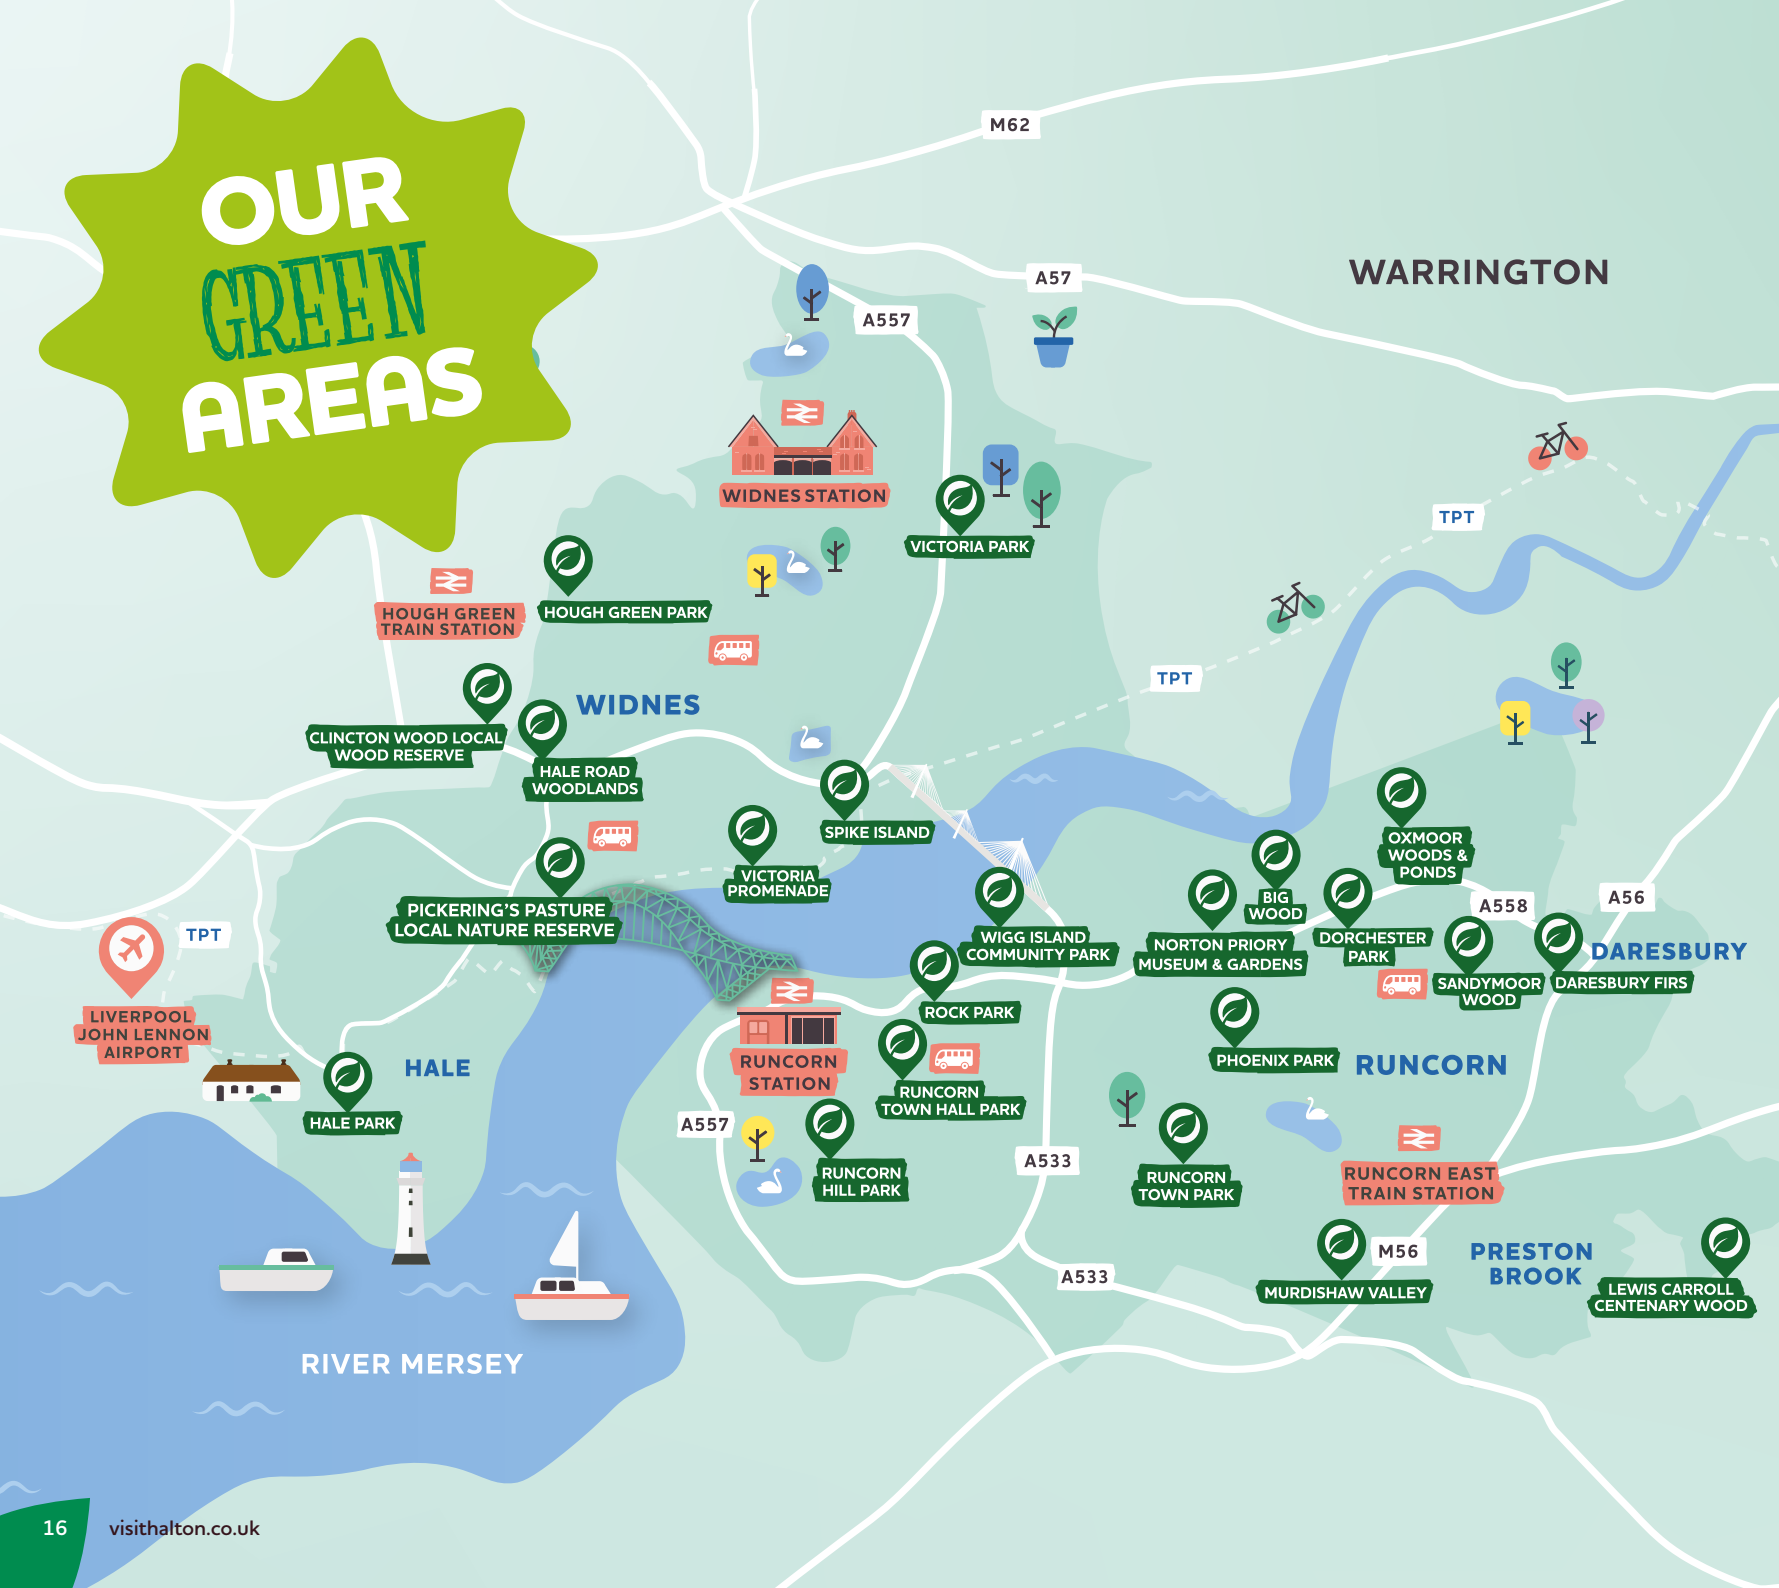 OUR
GREEN
AREAS
M62
A57
WARRINGTON
A557
WIDNES STATION
VICTORIA PARK
TPT
HOUGH GREEN
TRAIN STATION
HOUGH GREEN PARK
TPT
WIDNES
CLINCTON WOOD LOCAL
WOOD RESERVE
HALE ROAD
WOODLANDS
SPIKE ISLAND
OXMOOR
WOODS &
PONDS
VICTORIA
PROMENADE
BIG
WOOD
A558
A56
PICKERING'S PASTURE
LOCAL NATURE RESERVE
TPT
WIGG ISLAND
COMMUNITY PARK
NORTON PRIORY
MUSEUM & GARDENS
DORCHESTER
PARK
DARESBURY
SANDYMOOR
WOOD
DARESBURY FIRS
LIVERPOOL
JOHN LENNON
AIRPORT
ROCK PARK
HALE
RUNCORN
STATION
PHOENIX PARK
RUNCORN
RUNCORN
TOWN HALL PARK
HALE PARK
A557
A533
RUNCORN
HILL PARK
RUNCORN
TOWN PARK
RUNCORN EAST
TRAIN STATION
M56
PRESTON
BROOK
A533
MURDISHAW VALLEY
LEWIS CARROLL
CENTENARY WOOD
RIVER MERSEY
16
visithalton.co.uk